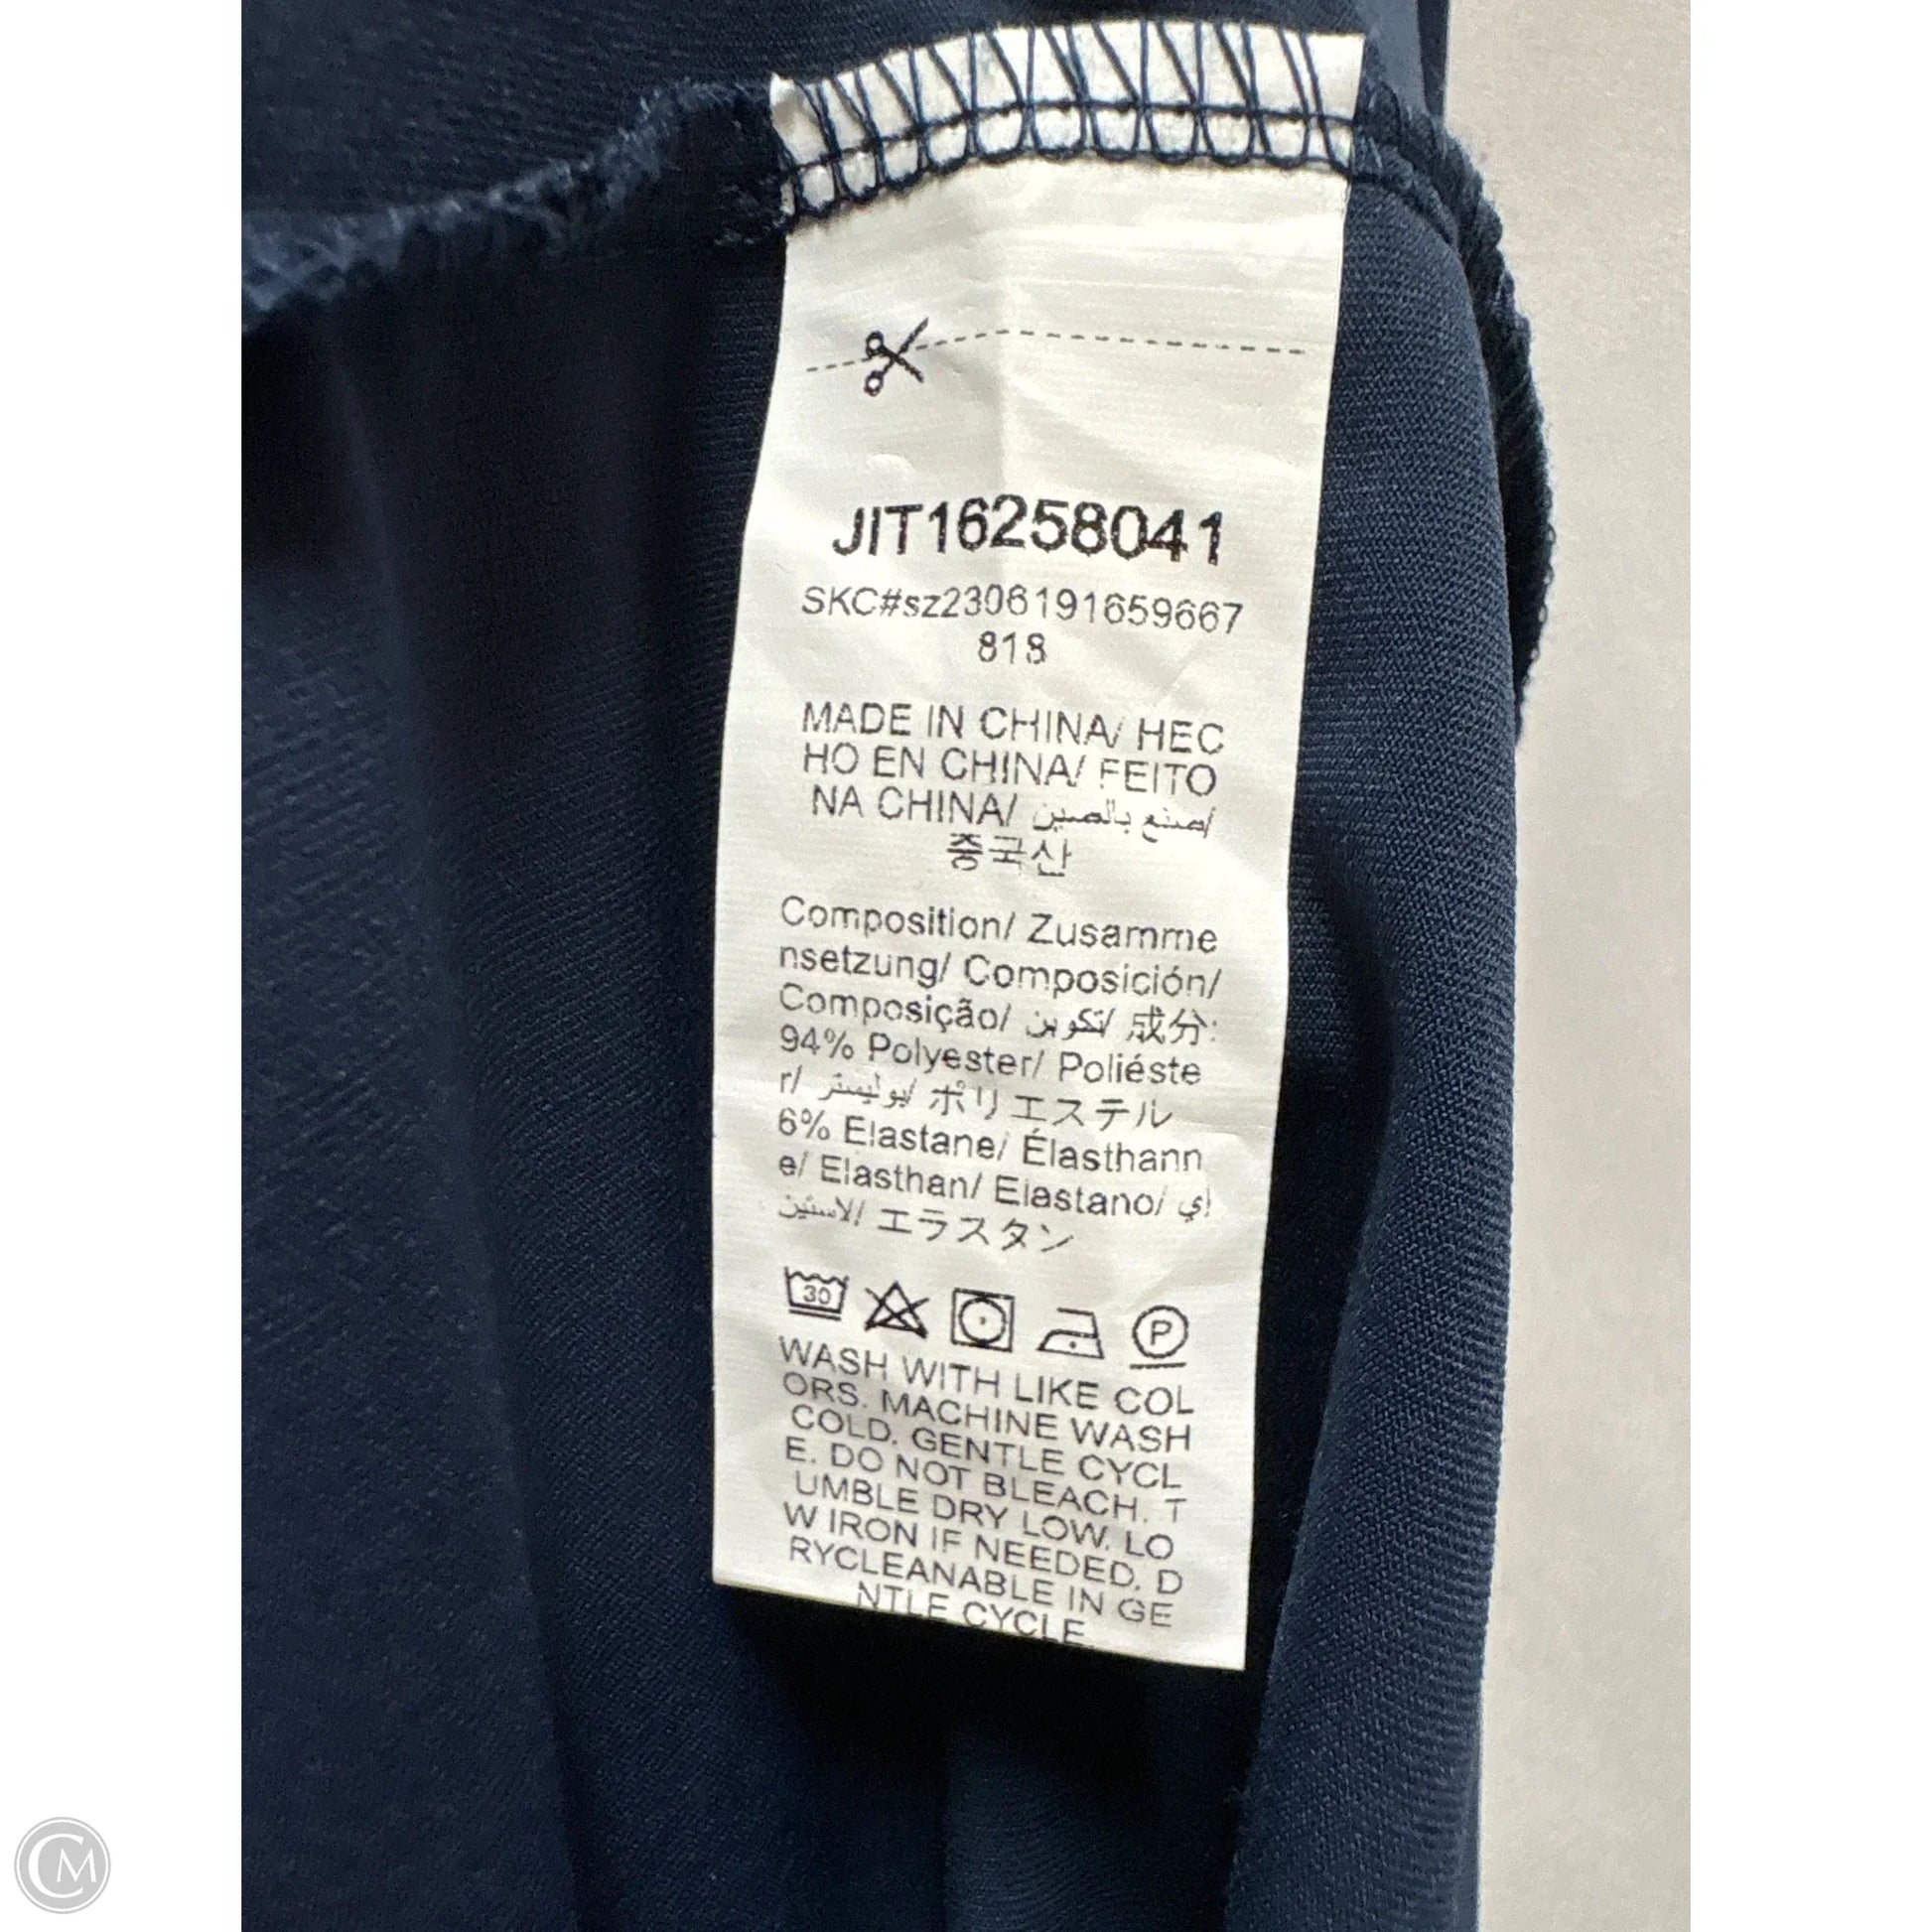 JIT16258041
SKC#sz2306191659667
818
MADE IN CHINA/ HEC
HO EN CHINA/ FEITO
NA CHINA/ صنع بالصين/
중국산
Composition/ Zusamme
nsetzung/ Composición/
Composição/ تكوين/ 成分:
94% Polyester/ Poliéste
r/ بوليستر/ ポリエステル
6% Elastane/ Élasthann
e/ Elasthan/ Elastano/ إي
لاستين/ エラスタン
30
P
WASH WITH LIKE COL
ORS. MACHINE WASH
COLD. GENTLE CYCL
E. DO NOT BLEACH. T
UMBLE DRY LOW. LO
W IRON IF NEEDED. D
RYCLEANABLE IN GE
NTLE CYCLE
CM